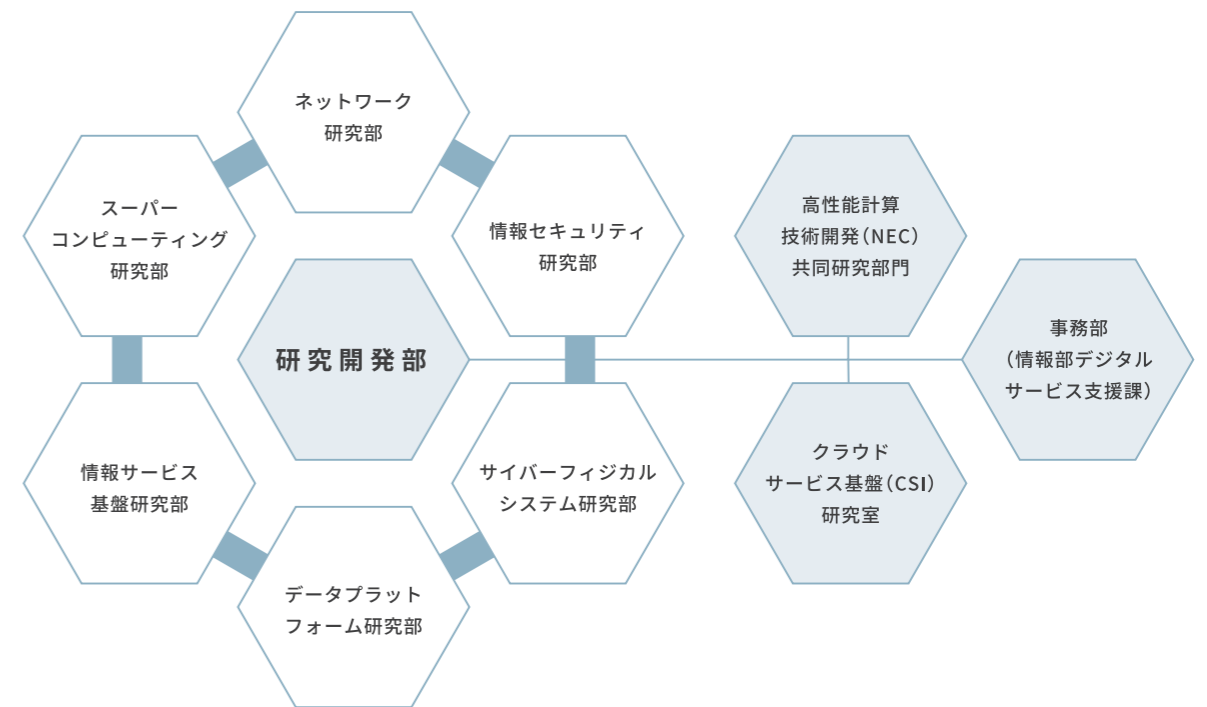 ネットワーク
研究部
スーパー
コンピューティング
研究部
情報セキュリティ
研究部
高性能計算
技術開発（NEC）
共同研究部門
研究開発部
事務部
（情報部デジタル
サービス支援課）
情報サービス
基盤研究部
サイバーフィジカル
システム研究部
クラウド
サービス基盤（CSI）
研究室
データプラット
フォーム研究部